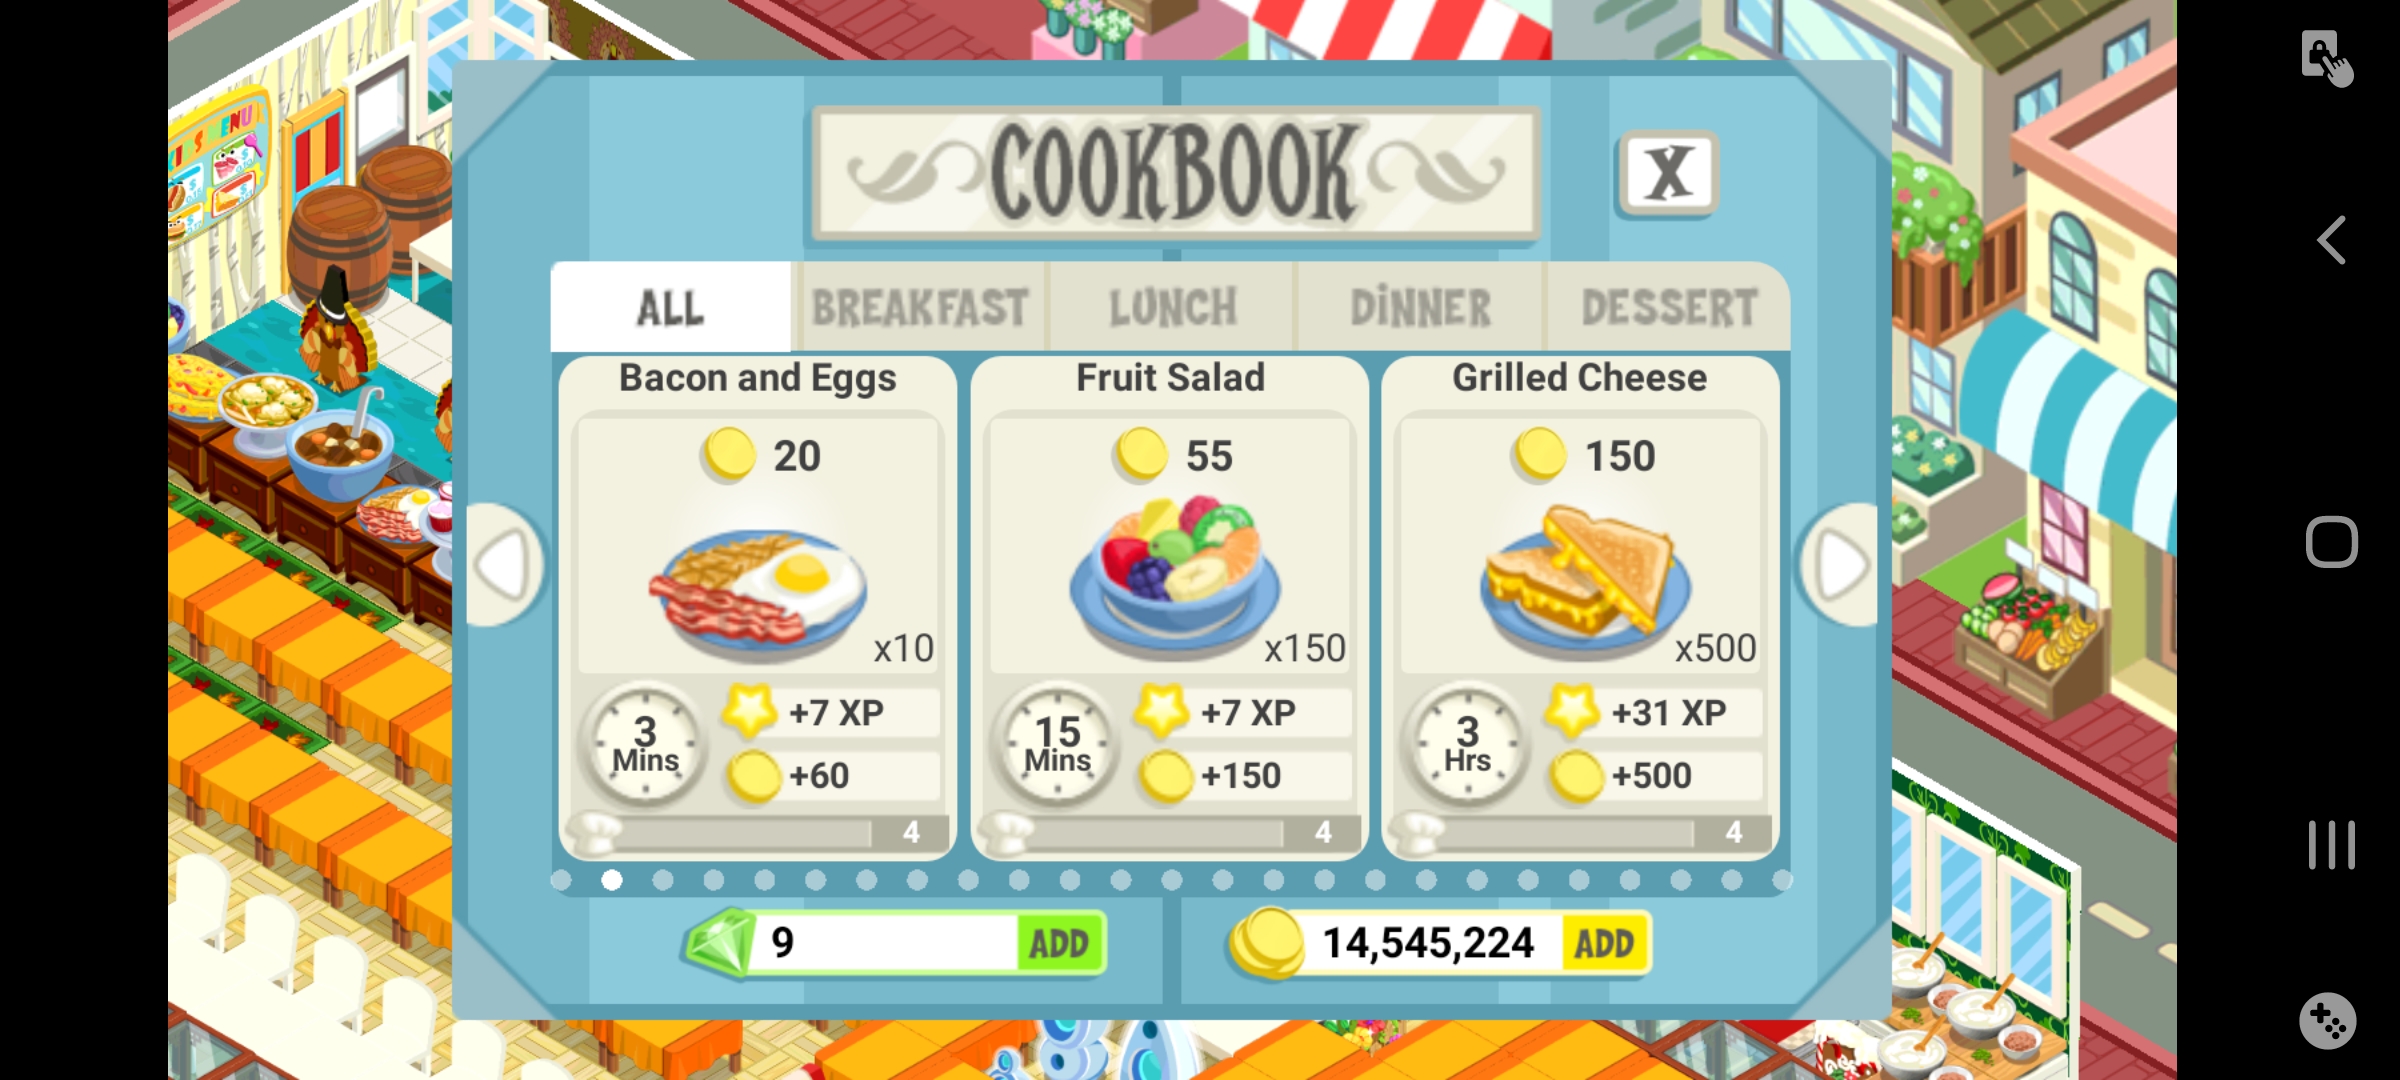 COOKBOOK
X
ALL BREAKFAST LUNCH DINNER DESSERT
Bacon and Eggs
20
x10
3 Mins
+7 XP
+60
4
Fruit Salad
55
x150
15 Mins
+7 XP
+150
4
Grilled Cheese
150
x500
3 Hrs
+31 XP
+500
4
9 ADD
14,545,224 ADD
MENU